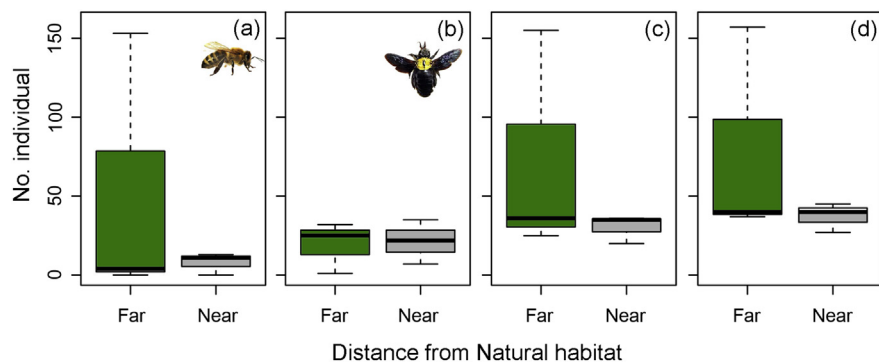 (a) (b) (c) (d)
150
100
50
0
No. individual
Far Near Far Near Far Near Far Near
Distance from Natural habitat